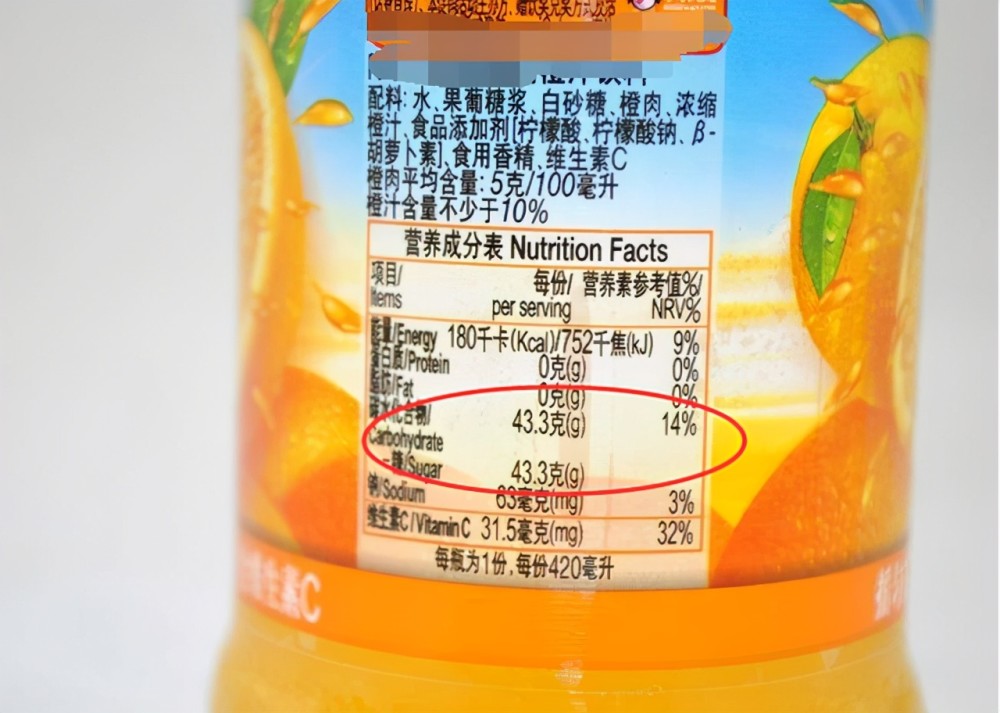 橙汁饮料
配料:水、果葡糖浆、白砂糖、橙肉、浓缩
橙汁、食品添加剂[柠檬酸、柠檬酸钠、β-
胡萝卜素]、食用香精、维生素C
橙肉平均含量:5克/100毫升
橙汁含量不少于10%
营养成分表 Nutrition Facts
项目/ 每份/ 营养素参考值%/
Items per serving NRV%
能量/Energy 180千卡(Kcal)/752千焦(kJ) 9%
蛋白质/Protein 0克(g) 0%
脂肪/Fat 0克(g) 0%
碳水化合物/ 43.3克(g) 14%
Carbohydrate
-糖/Sugar 43.3克(g)
钠/Sodium 63毫克(mg) 3%
维生素C/Vitamin C 31.5毫克(mg) 32%
每瓶为1份,每份420毫升
维生素C